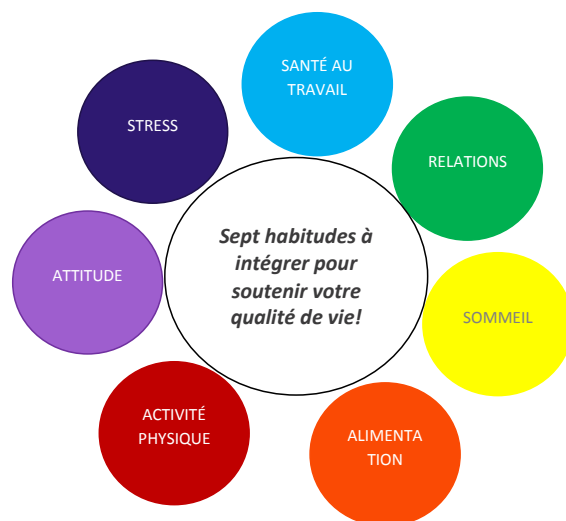 SANTÉ AU
TRAVAIL
STRESS
RELATIONS
Sept habitudes à
intégrer pour
soutenir votre
qualité de vie!
ATTITUDE
SOMMEIL
ACTIVITÉ
PHYSIQUE
ALIMENTA
TION